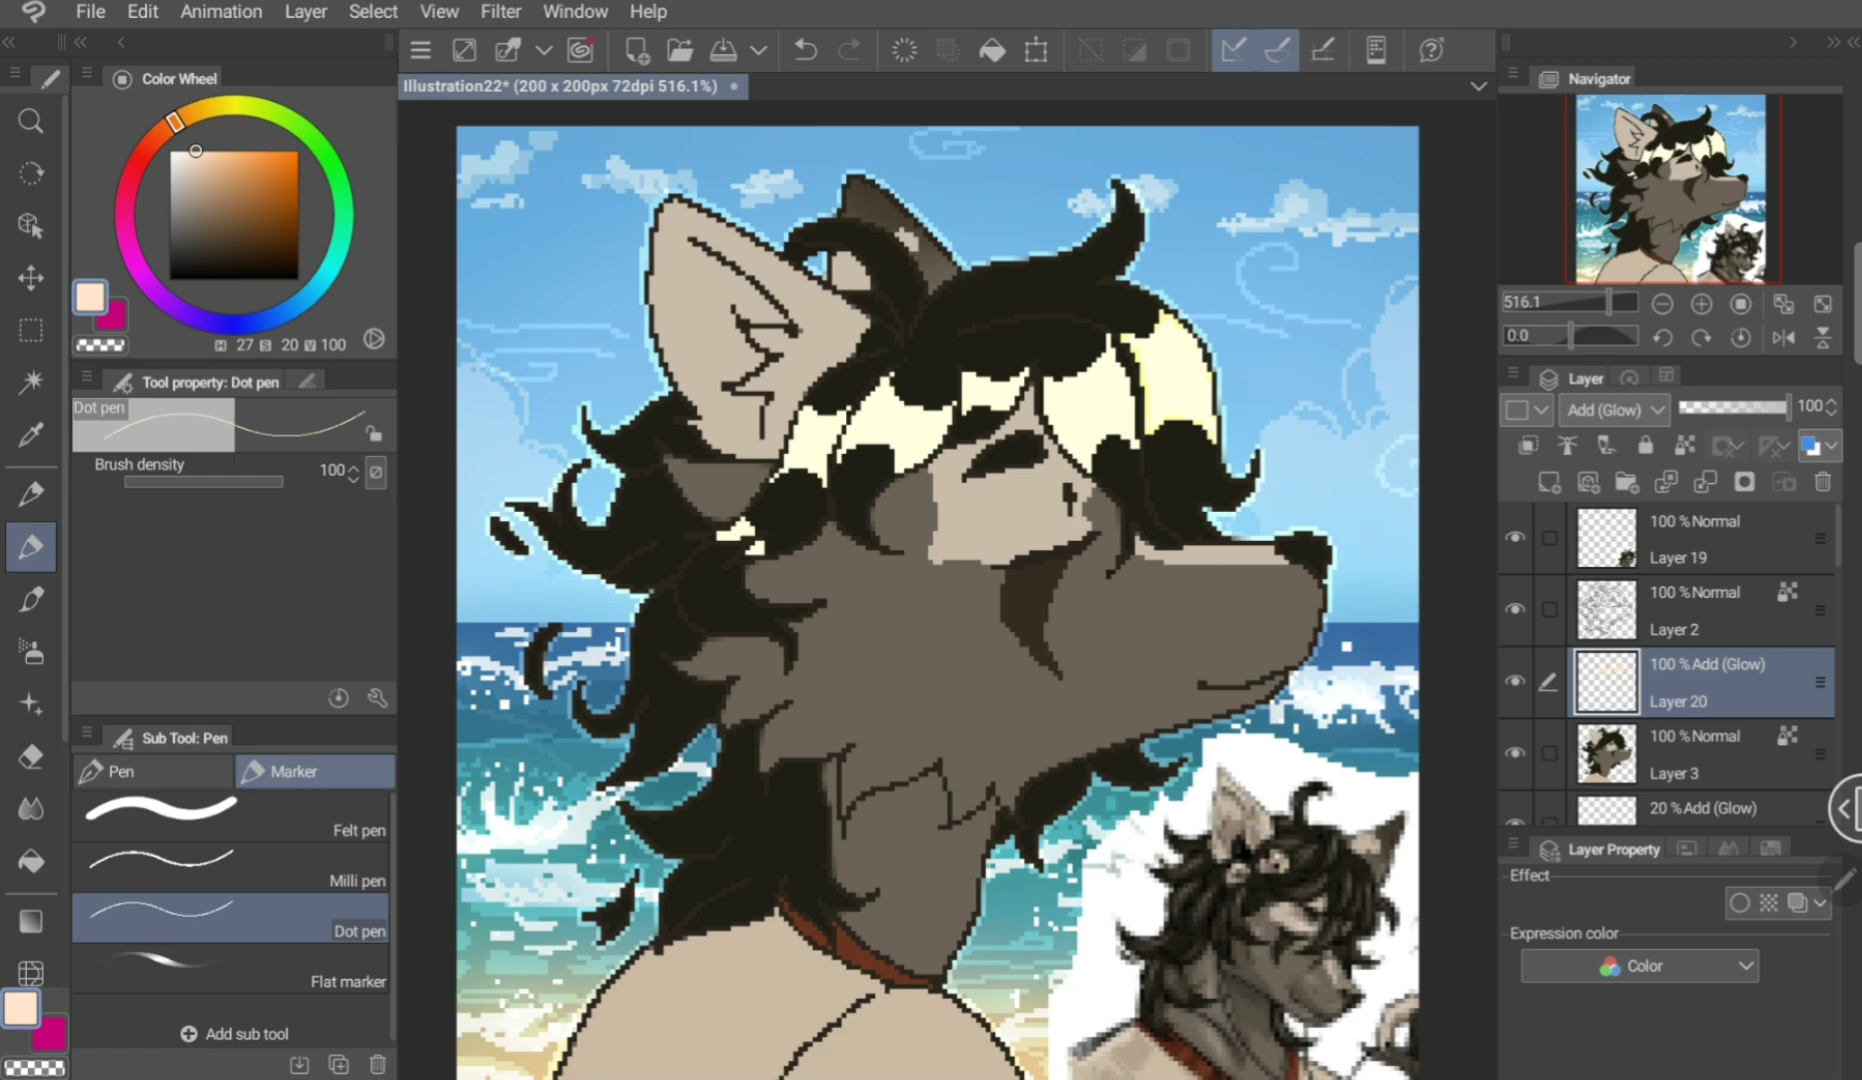 File Edit Animation Layer Select View Filter Window Help
Color Wheel
Illustration22* (200 x 200px 72dpi 516.1%)
Navigator
H 27 S 20 V 100
516.1
0.0
Tool property: Dot pen
Dot pen
Brush density 100
Layer
Add (Glow) 100
100 % Normal
Layer 19
100 % Normal
Layer 2
100 % Add (Glow)
Layer 20
100 % Normal
Layer 3
20 % Add (Glow)
Sub Tool: Pen
Pen Marker
Felt pen
Milli pen
Dot pen
Flat marker
Add sub tool
Layer Property
Effect
Expression color
Color